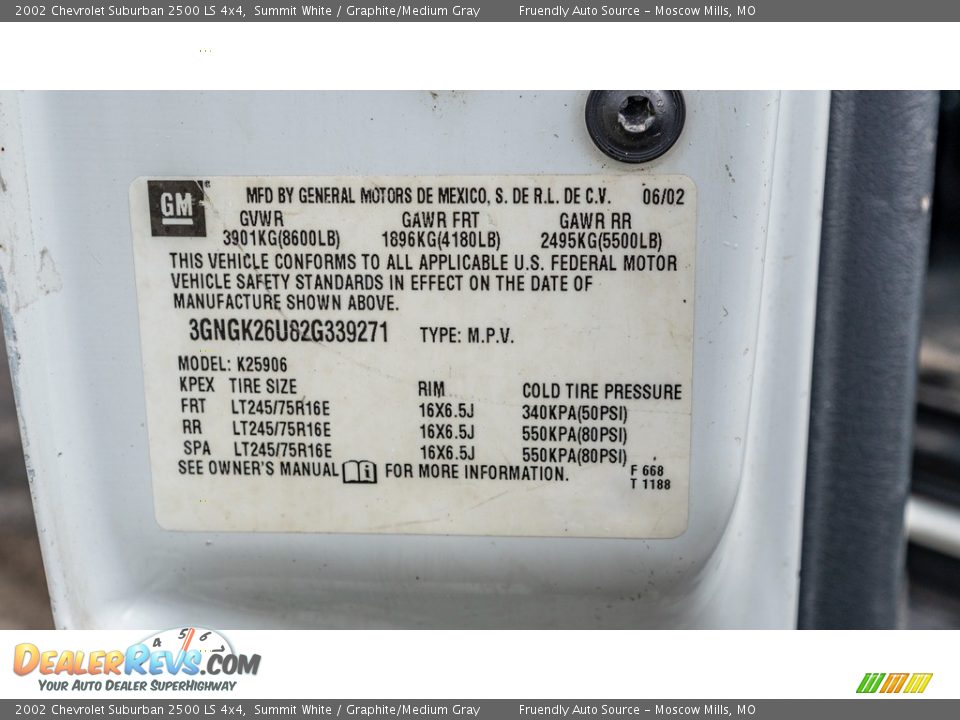 2002 Chevrolet Suburban 2500 LS 4x4, Summit White / Graphite/Medium Gray Fruendly Auto Source - Moscow Mills, MO
GM MFD BY GENERAL MOTORS DE MEXICO, S. DE R.L. DE C.V. 06/02
GVWR GAWR FRT GAWR RR
3901KG(8600LB) 1896KG(4180LB) 2495KG(5500LB)
THIS VEHICLE CONFORMS TO ALL APPLICABLE U.S. FEDERAL MOTOR
VEHICLE SAFETY STANDARDS IN EFFECT ON THE DATE OF
MANUFACTURE SHOWN ABOVE.
3GNGK26U82G339271 TYPE: M.P.V.
MODEL: K25906
KPEX TIRE SIZE RIM COLD TIRE PRESSURE
FRT LT245/75R16E 16X6.5J 340KPA(50PSI)
RR LT245/75R16E 16X6.5J 550KPA(80PSI)
SPA LT245/75R16E 16X6.5J 550KPA(80PSI)
SEE OWNER'S MANUAL FOR MORE INFORMATION.
F 668
T 1188
4 5 6
DealerRevs.com
Your Auto Dealer SuperHighway
2002 Chevrolet Suburban 2500 LS 4x4, Summit White / Graphite/Medium Gray Fruendly Auto Source - Moscow Mills, MO